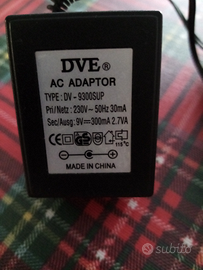 DVE®
AC ADAPTOR
TYPE: DV - 9300SUP
Pri/Netz: 230V~50Hz 30mA
Sec/Ausg: 9V⎓300mA 2.7VA
115°C
MADE IN CHINA
subito